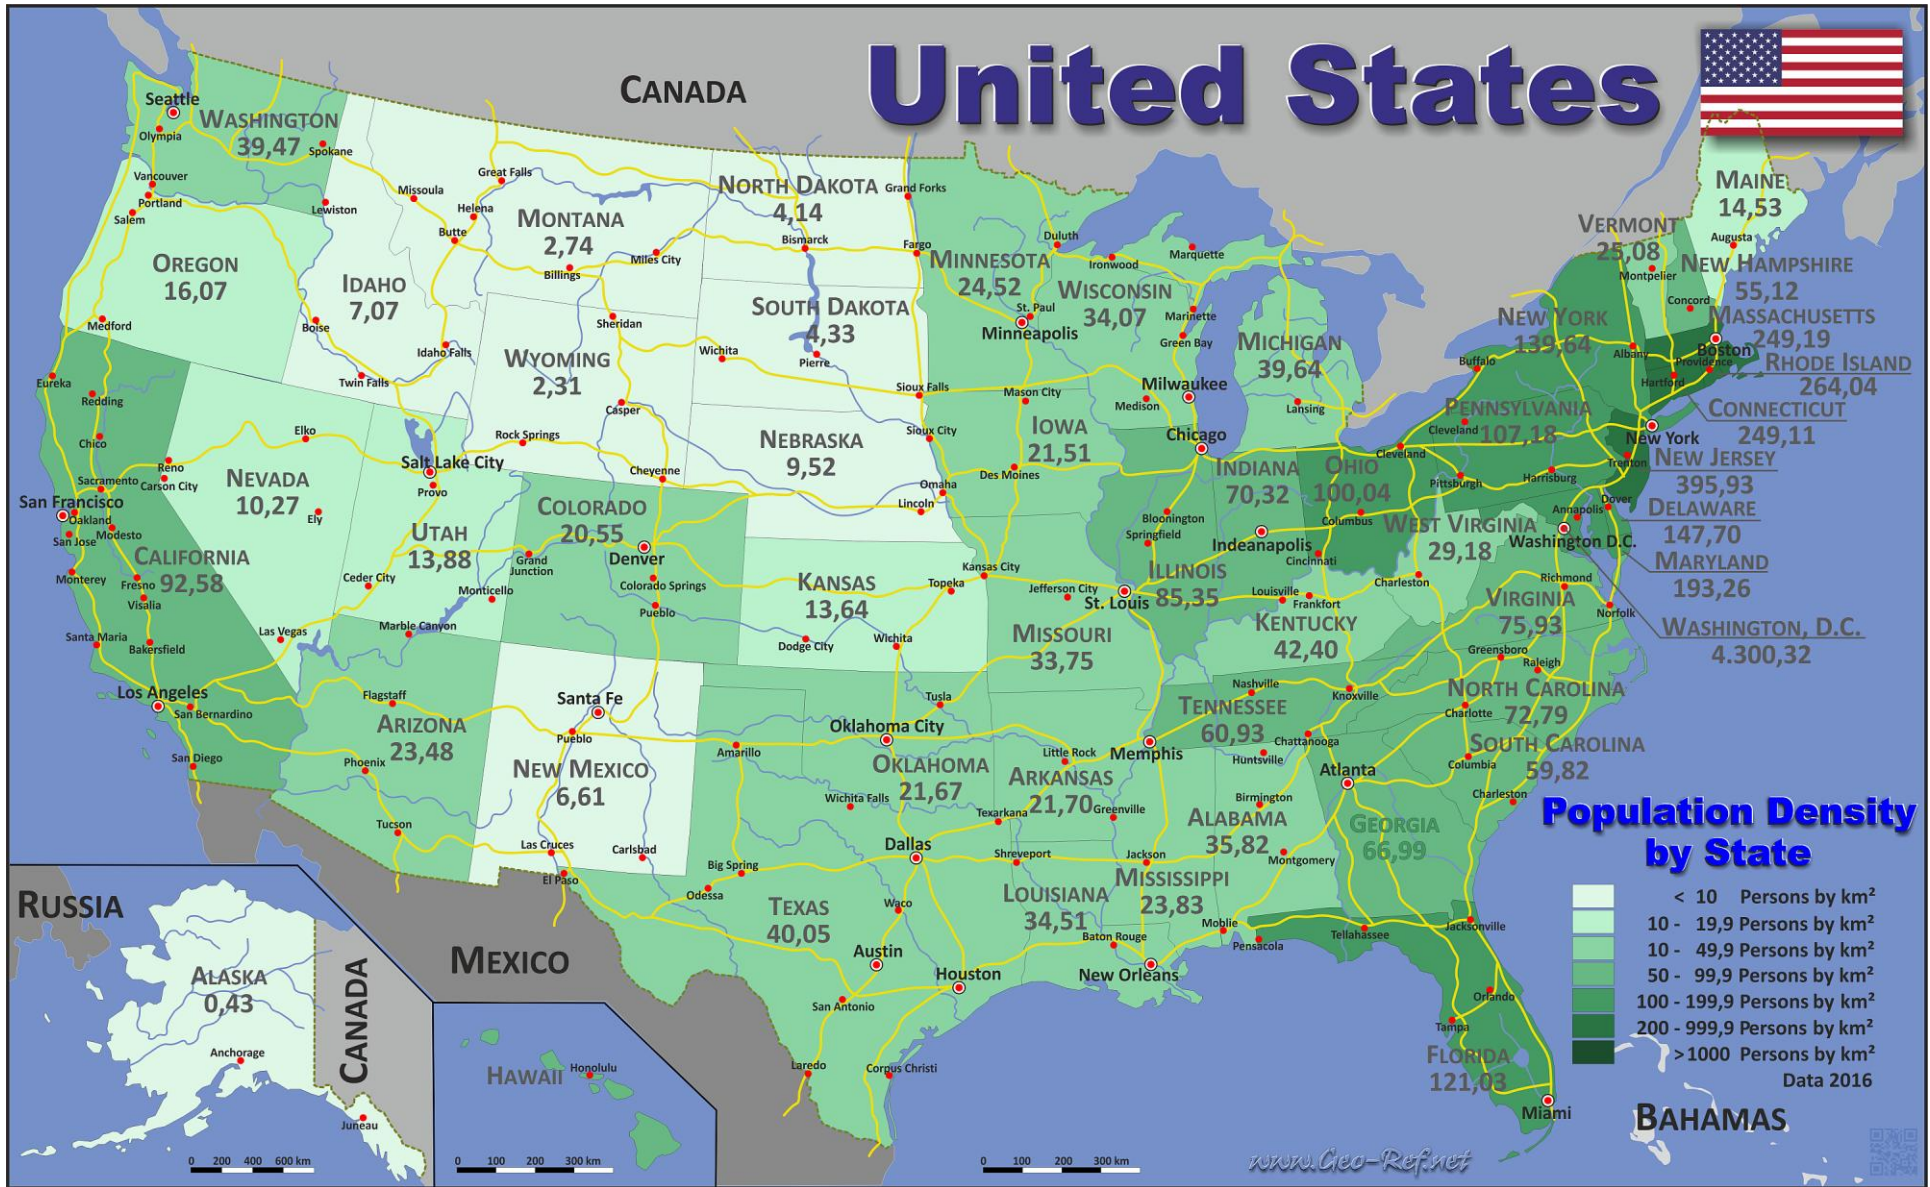 United States
CANADA
Seattle
WASHINGTON
39,47
Olympia
Spokane
Vancouver
Portland
Salem
Lewiston
OREGON
16,07
Medford
IDAHO
7,07
Boise
Idaho Falls
Twin Falls
Missoula
Great Falls
Helena
Butte
MONTANA
2,74
Billings
Miles City
NORTH DAKOTA
4,14
Bismarck
Grand Forks
Fargo
SOUTH DAKOTA
4,33
Wichita
Pierre
Sioux Falls
WYOMING
2,31
Sheridan
Casper
Rock Springs
Cheyenne
NEBRASKA
9,52
Sioux City
Omaha
Lincoln
MINNESOTA
24,52
Duluth
St. Paul
Minneapolis
WISCONSIN
34,07
Ironwood
Marquette
Marinette
Green Bay
Milwaukee
Medison
MICHIGAN
39,64
Lansing
IOWA
21,51
Mason City
Des Moines
Chicago
ILLINOIS
85,35
Bloonington
Springfield
INDIANA
70,32
Indeanapolis
OHIO
100,04
Cleveland
Columbus
Cincinnati
MAINE
14,53
Augusta
VERMONT
25,08
Montpelier
NEW HAMPSHIRE
55,12
Concord
MASSACHUSETTS
249,19
Boston
Providence
RHODE ISLAND
264,04
Hartford
CONNECTICUT
249,11
NEW YORK
139,64
Buffalo
Albany
New York
PENNSYLVANIA
107,18
Cleveland
Pittsburgh
Harrisburg
Trenton
NEW JERSEY
395,93
Dover
DELAWARE
147,70
Annapolis
Washington D.C.
MARYLAND
193,26
WASHINGTON, D.C.
4.300,32
WEST VIRGINIA
29,18
Charleston
VIRGINIA
75,93
Richmond
Norfolk
Eureka
Redding
Chico
Sacramento
San Francisco
Oakland
San Jose
Modesto
CALIFORNIA
92,58
Monterey
Fresno
Visalia
Santa Maria
Bakersfield
Los Angeles
San Bernardino
San Diego
NEVADA
10,27
Reno
Carson City
Elko
Ely
Las Vegas
UTAH
13,88
Salt Lake City
Provo
Ceder City
Monticello
Marble Canyon
COLORADO
20,55
Denver
Grand
Junction
Colorado Springs
Pueblo
KANSAS
13,64
Topeka
Kansas City
Dodge City
Wichita
MISSOURI
33,75
Jefferson City
St. Louis
KENTUCKY
42,40
Louisville
Frankfort
ARIZONA
23,48
Flagstaff
Phoenix
Tucson
NEW MEXICO
6,61
Santa Fe
Pueblo
Las Cruces
Carlsbad
El Paso
OKLAHOMA
21,67
Tusla
Oklahoma City
Amarillo
Wichita Falls
ARKANSAS
21,70
Little Rock
Texarkana
TENNESSEE
60,93
Nashville
Knoxville
Chattanooga
Memphis
NORTH CAROLINA
72,79
Greensboro
Raleigh
Charlotte
SOUTH CAROLINA
59,82
Columbia
Charleston
TEXAS
40,05
Dallas
Big Spring
Odessa
Waco
Austin
Houston
San Antonio
Laredo
Corpus Christi
LOUISIANA
34,51
Shreveport
Baton Rouge
New Orleans
MISSISSIPPI
23,83
Greenville
Jackson
ALABAMA
35,82
Huntsville
Birmington
Montgomery
Moblie
GEORGIA
66,99
Atlanta
FLORIDA
121,03
Pensacola
Tellahassee
Jacksonville
Orlando
Tampa
Miami
RUSSIA
ALASKA
0,43
Anchorage
Juneau
CANADA
0 200 400 600 km
MEXICO
HAWAII
Honolulu
0 100 200 300 km
0 100 200 300 km
Population Density
by State
< 10 Persons by km²
10 - 19,9 Persons by km²
10 - 49,9 Persons by km²
50 - 99,9 Persons by km²
100 - 199,9 Persons by km²
200 - 999,9 Persons by km²
>1000 Persons by km²
Data 2016
BAHAMAS
www.Geo-Ref.net